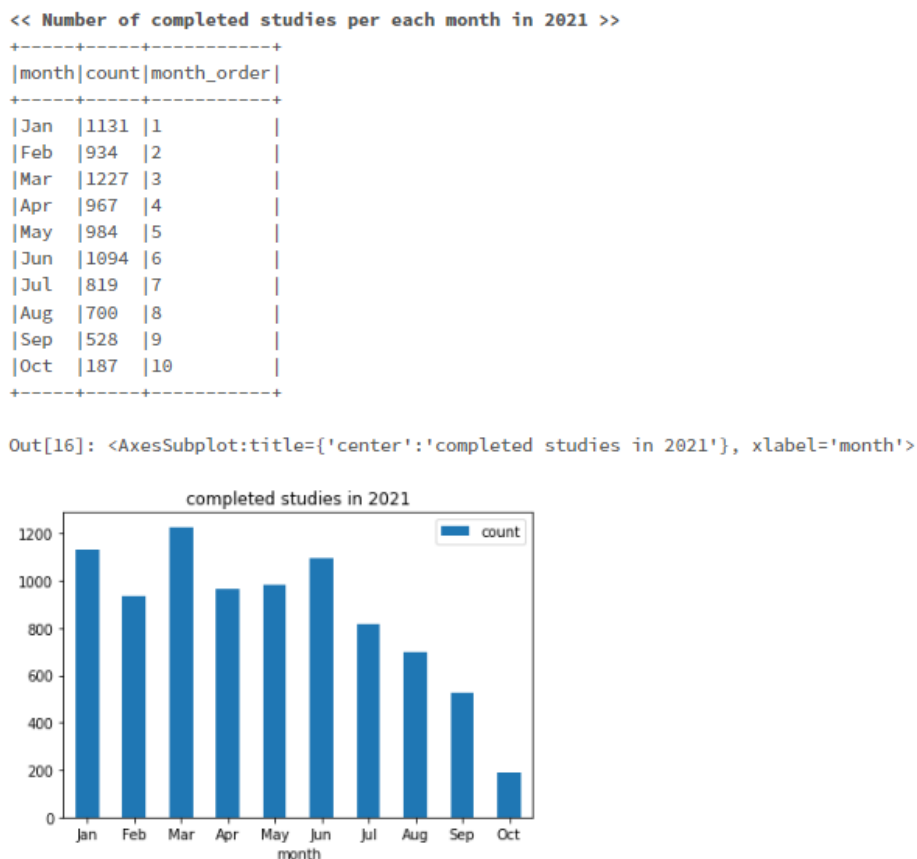 << Number of completed studies per each month in 2021 >>
+-----+-----+-----------+
|month|count|month_order|
+-----+-----+-----------+
|Jan  |1131 |1          |
|Feb  |934  |2          |
|Mar  |1227 |3          |
|Apr  |967  |4          |
|May  |984  |5          |
|Jun  |1094 |6          |
|Jul  |819  |7          |
|Aug  |700  |8          |
|Sep  |528  |9          |
|Oct  |187  |10         |
+-----+-----+-----------+
Out[16]: <AxesSubplot:title={'center':'completed studies in 2021'}, xlabel='month'>
completed studies in 2021
count
1200
1000
800
600
400
200
0
Jan Feb Mar Apr May Jun Jul Aug Sep Oct
month